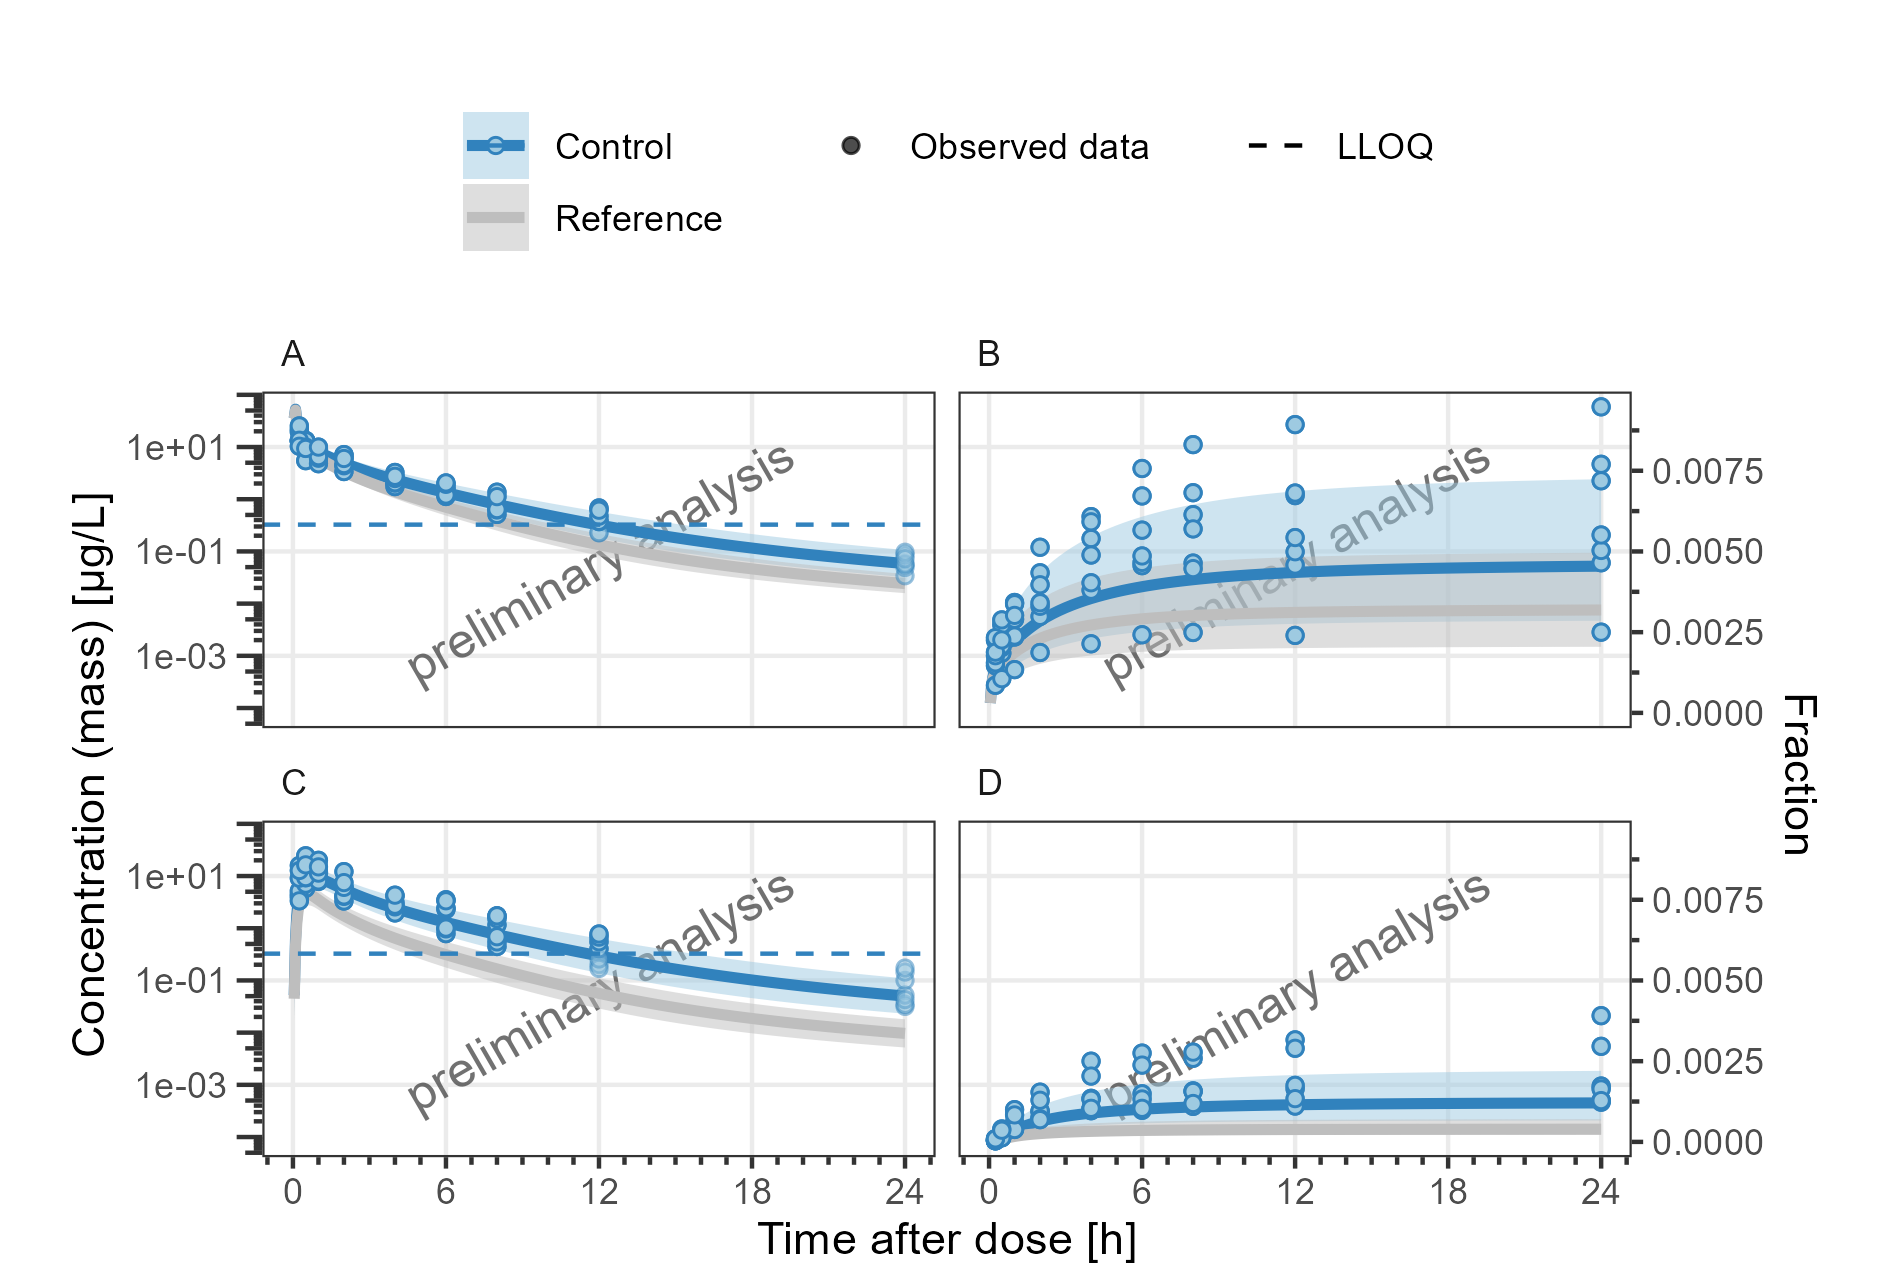 Control
Observed data
LLOQ
Reference
A
B
1e+01
1e-01
1e-03
preliminary analysis
preliminary analysis
0.0075
0.0050
0.0025
0.0000
Concentration (mass) [µg/L]
Fraction
C
D
1e+01
1e-01
1e-03
preliminary analysis
preliminary analysis
0.0075
0.0050
0.0025
0.0000
0 6 12 18 24
0 6 12 18 24
Time after dose [h]